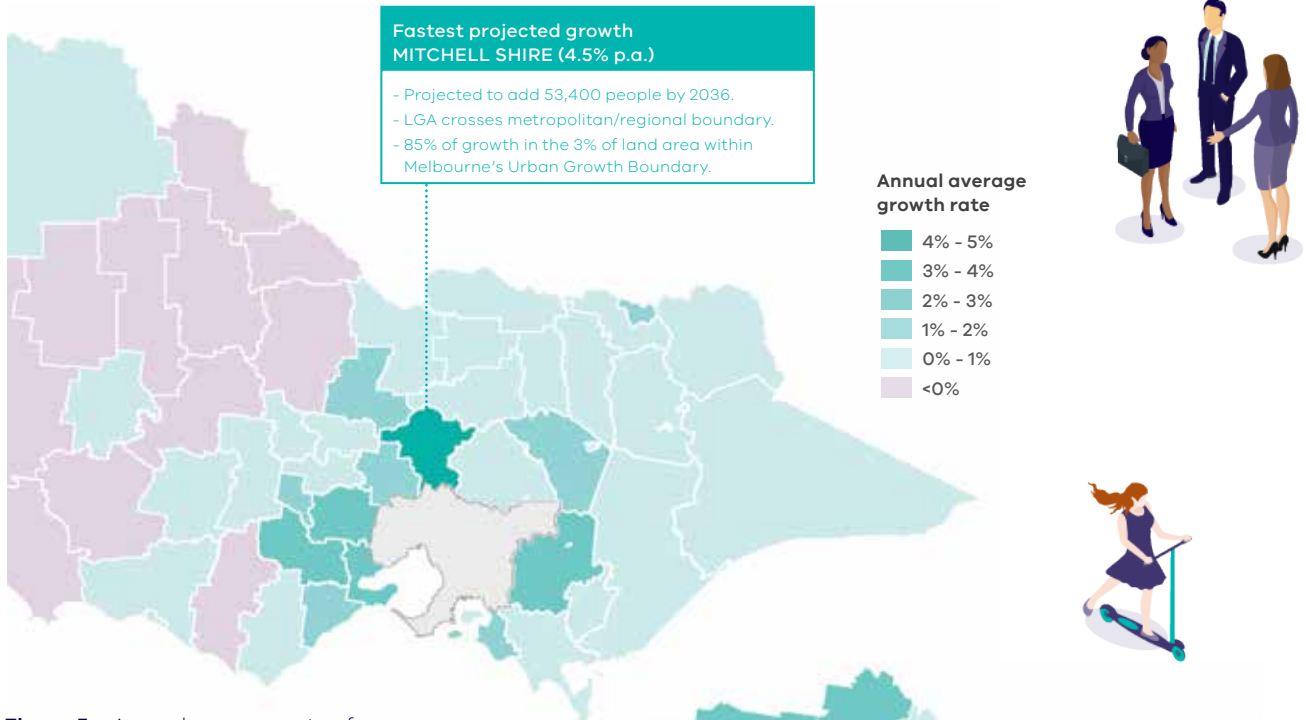 Fastest projected growth
MITCHELL SHIRE (4.5% p.a.)
- Projected to add 53,400 people by 2036.
- LGA crosses metropolitan/regional boundary.
- 85% of growth in the 3% of land area within
Melbourne's Urban Growth Boundary.
Annual average
growth rate
4% - 5%
3% - 4%
2% - 3%
1% - 2%
0% - 1%
<0%